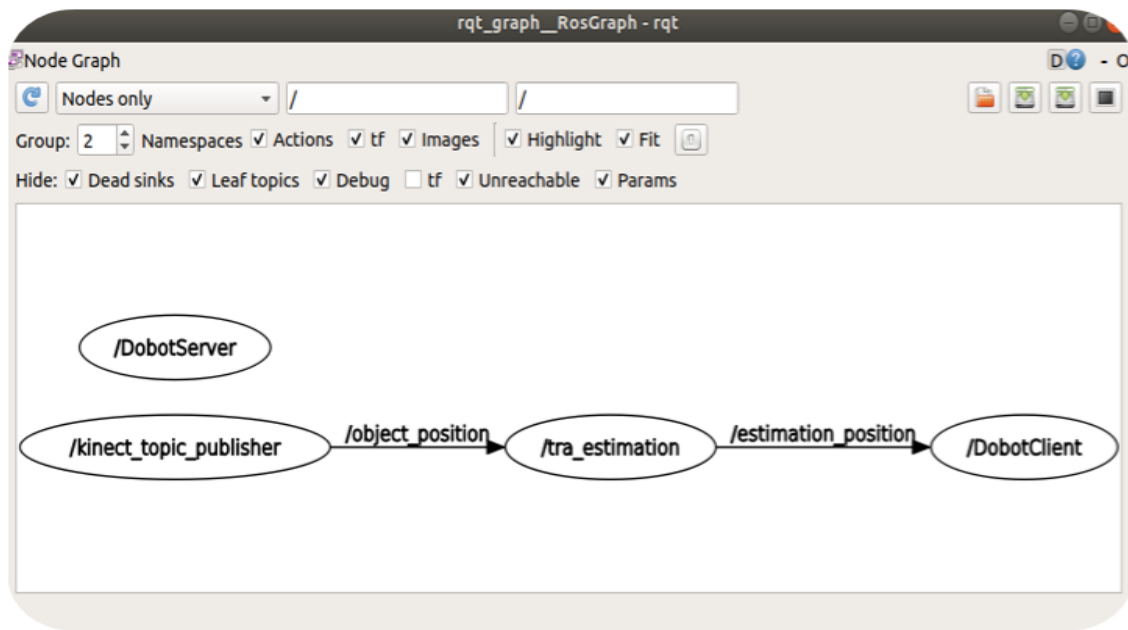 rqt_graph__RosGraph - rqt
Node Graph
D - O
Nodes only / /
Group: 2 Namespaces Actions tf Images Highlight Fit
Hide: Dead sinks Leaf topics Debug tf Unreachable Params
/DobotServer
/kinect_topic_publisher /object_position /tra_estimation /estimation_position /DobotClient